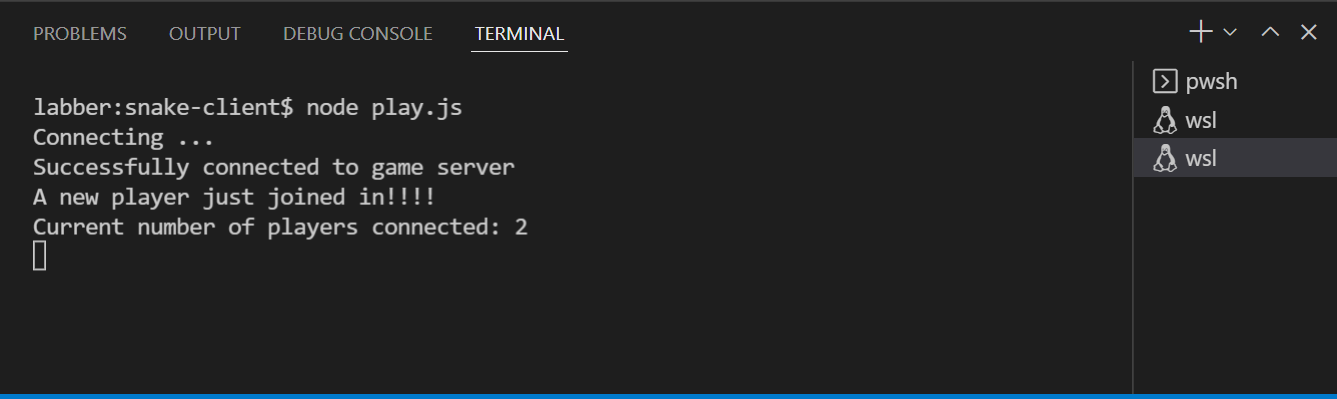 PROBLEMS OUTPUT DEBUG CONSOLE TERMINAL
labber:snake-client$ node play.js
Connecting ...
Successfully connected to game server
A new player just joined in!!!!
Current number of players connected: 2
pwsh
wsl
wsl